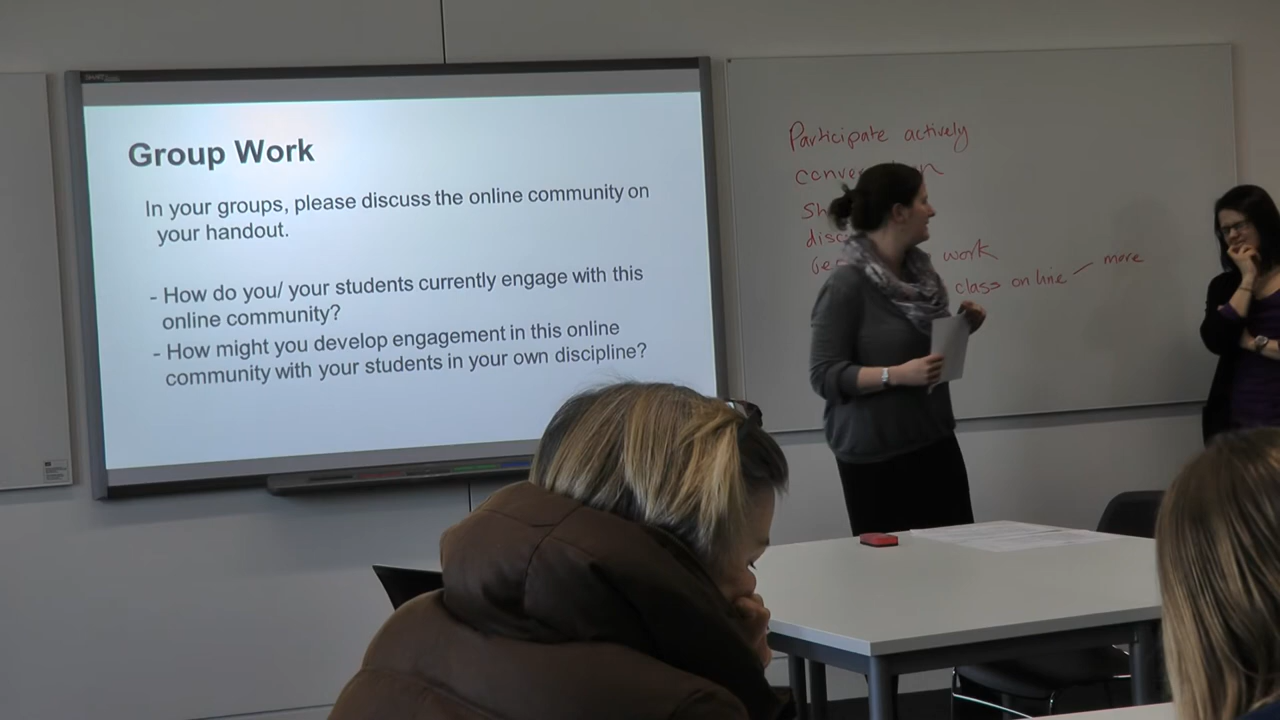 SMART
Group Work
In your groups, please discuss the online community on
your handout.
- How do you/ your students currently engage with this
online community?
- How might you develop engagement in this online
community with your students in your own discipline?
Participate actively
work
class online more